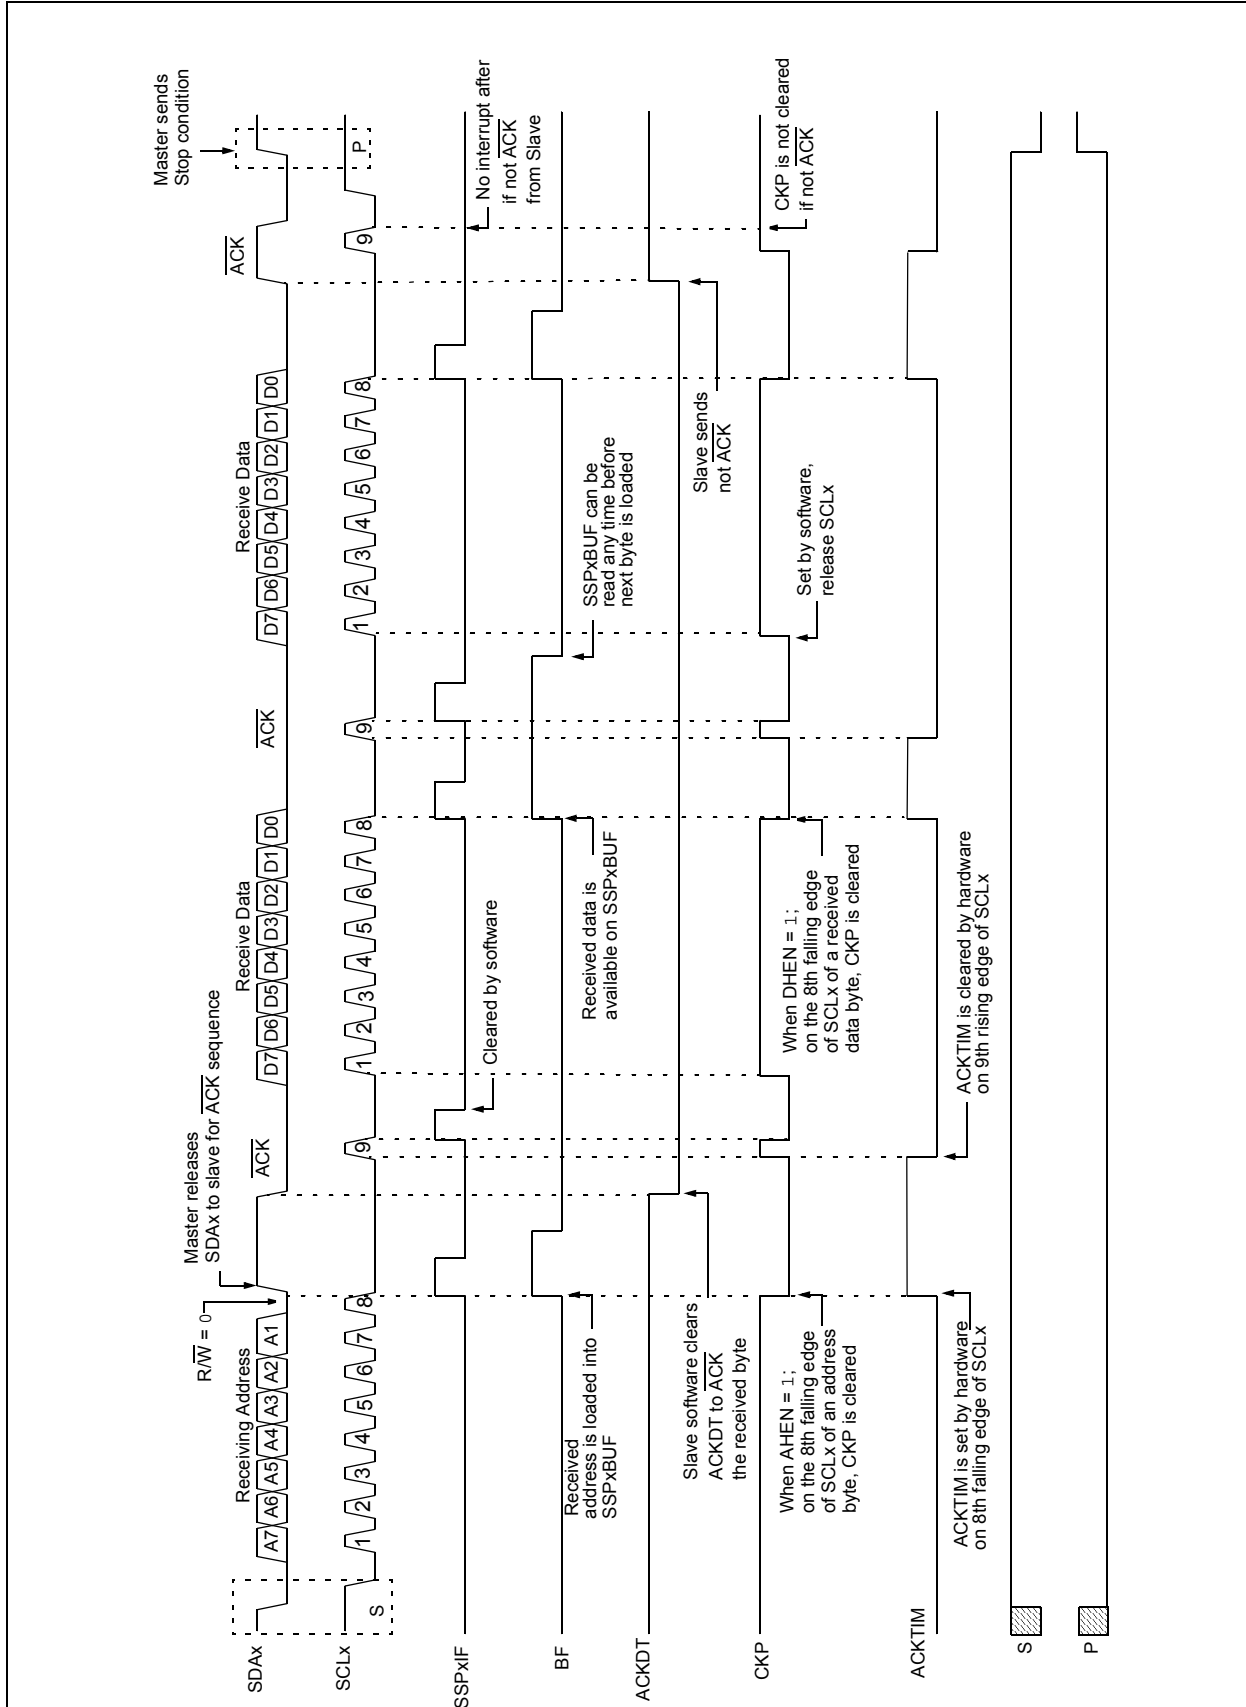 Master sends
Stop condition
Master releases
SDAx to slave for ACK sequence
R/W = 0
Receiving Address
Receive Data
Receive Data
ACK
ACK
ACK
SDAx
A7 A6 A5 A4 A3 A2 A1
D7 D6 D5 D4 D3 D2 D1 D0
D7 D6 D5 D4 D3 D2 D1 D0
SCLx
S
1 2 3 4 5 6 7 8 9
1 2 3 4 5 6 7 8 9
1 2 3 4 5 6 7 8 9
P
SSPxIF
Cleared by software
No interrupt after
if not ACK
from Slave
BF
Received
address is loaded into
SSPxBUF
Received data is
available on SSPxBUF
SSPxBUF can be
read any time before
next byte is loaded
ACKDT
Slave software clears
ACKDT to ACK
the received byte
Slave sends
not ACK
CKP
When AHEN = 1;
on the 8th falling edge
of SCLx of an address
byte, CKP is cleared
When DHEN = 1;
on the 8th falling edge
of SCLx of a received
data byte, CKP is cleared
Set by software,
release SCLx
CKP is not cleared
if not ACK
ACKTIM
ACKTIM is set by hardware
on 8th falling edge of SCLx
ACKTIM is cleared by hardware
on 9th rising edge of SCLx
S
P